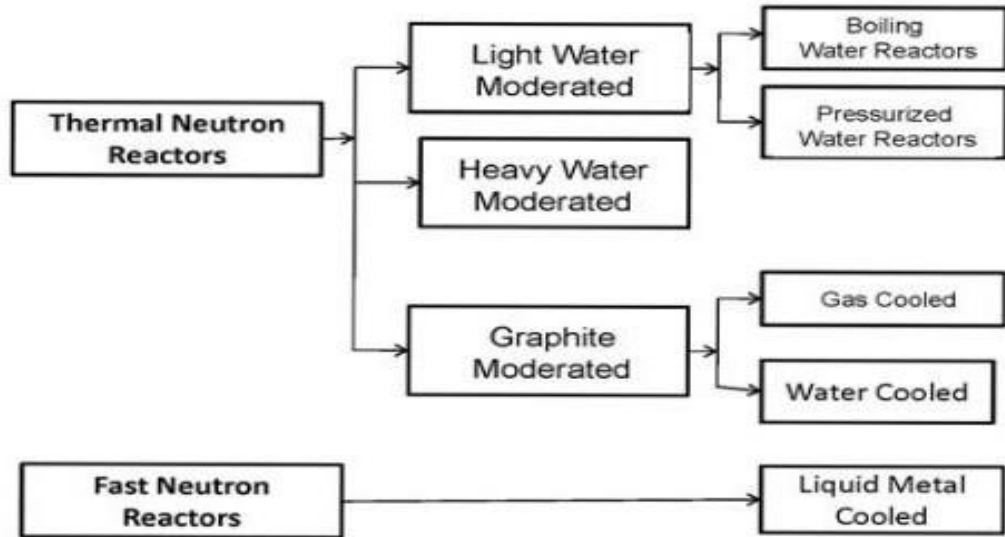 Thermal Neutron
Reactors
Light Water
Moderated
Boiling
Water Reactors
Pressurized
Water Reactors
Heavy Water
Moderated
Graphite
Moderated
Gas Cooled
Water Cooled
Fast Neutron
Reactors
Liquid Metal
Cooled